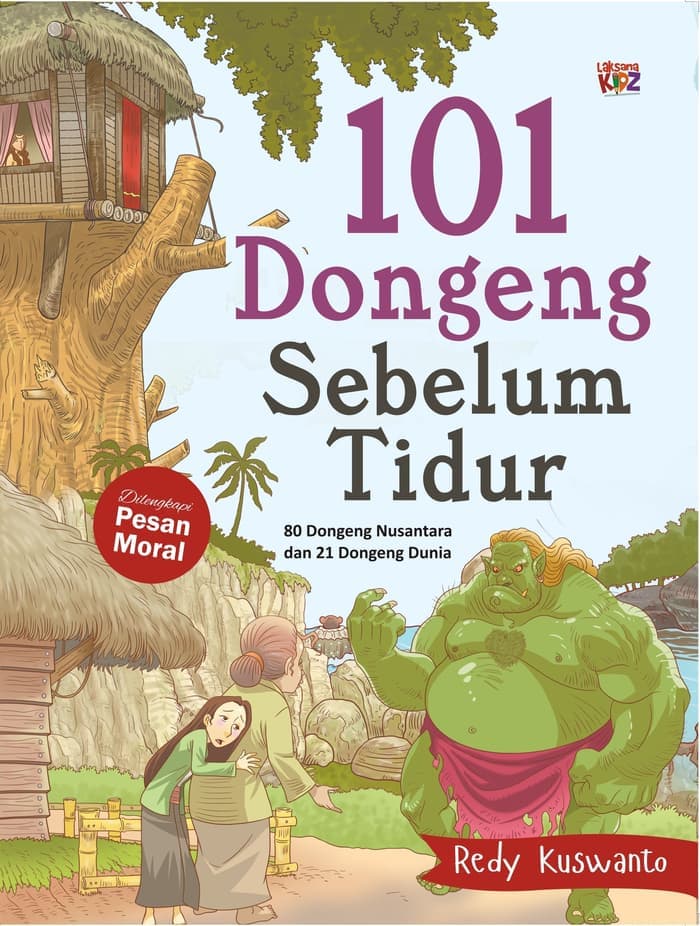 Laksana
KIDZ
101
Dongeng
Sebelum
Tidur
80 Dongeng Nusantara
dan 21 Dongeng Dunia
Dilengkapi
Pesan
Moral
Redy Kuswanto